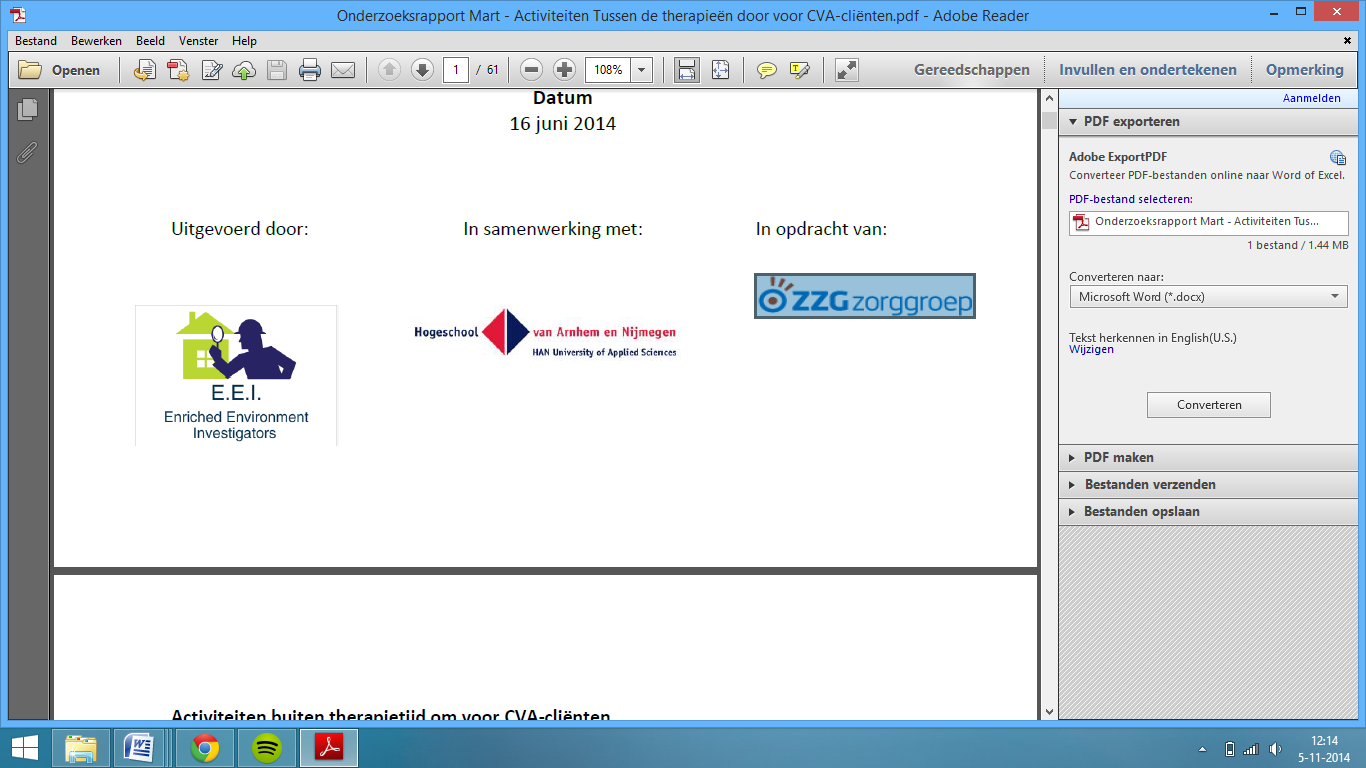 Onderzoeksrapport Mart - Activiteiten Tussen de therapieën door voor CVA-cliënten.pdf - Adobe Reader
Bestand Bewerken Beeld Venster Help
Openen 1 / 61 108% Gereedschappen Invullen en ondertekenen Opmerking
Aanmelden
PDF exporteren
Adobe ExportPDF
Converteer PDF-bestanden online naar Word of Excel.
PDF-bestand selecteren:
Onderzoeksrapport Mart - Activiteiten Tus...
1 bestand / 1.44 MB
Converteren naar:
Microsoft Word (*.docx)
Tekst herkennen in English(U.S.)
Wijzigen
Converteren
PDF maken
Bestanden verzenden
Bestanden opslaan
Datum
16 juni 2014
Uitgevoerd door: In samenwerking met: In opdracht van:
ZZG zorggroep
Hogeschool van Arnhem en Nijmegen
HAN University of Applied Sciences
E.E.I.
Enriched Environment
Investigators
Activiteiten buiten therapietijd om voor CVA-cliënten
12:14
5-11-2014